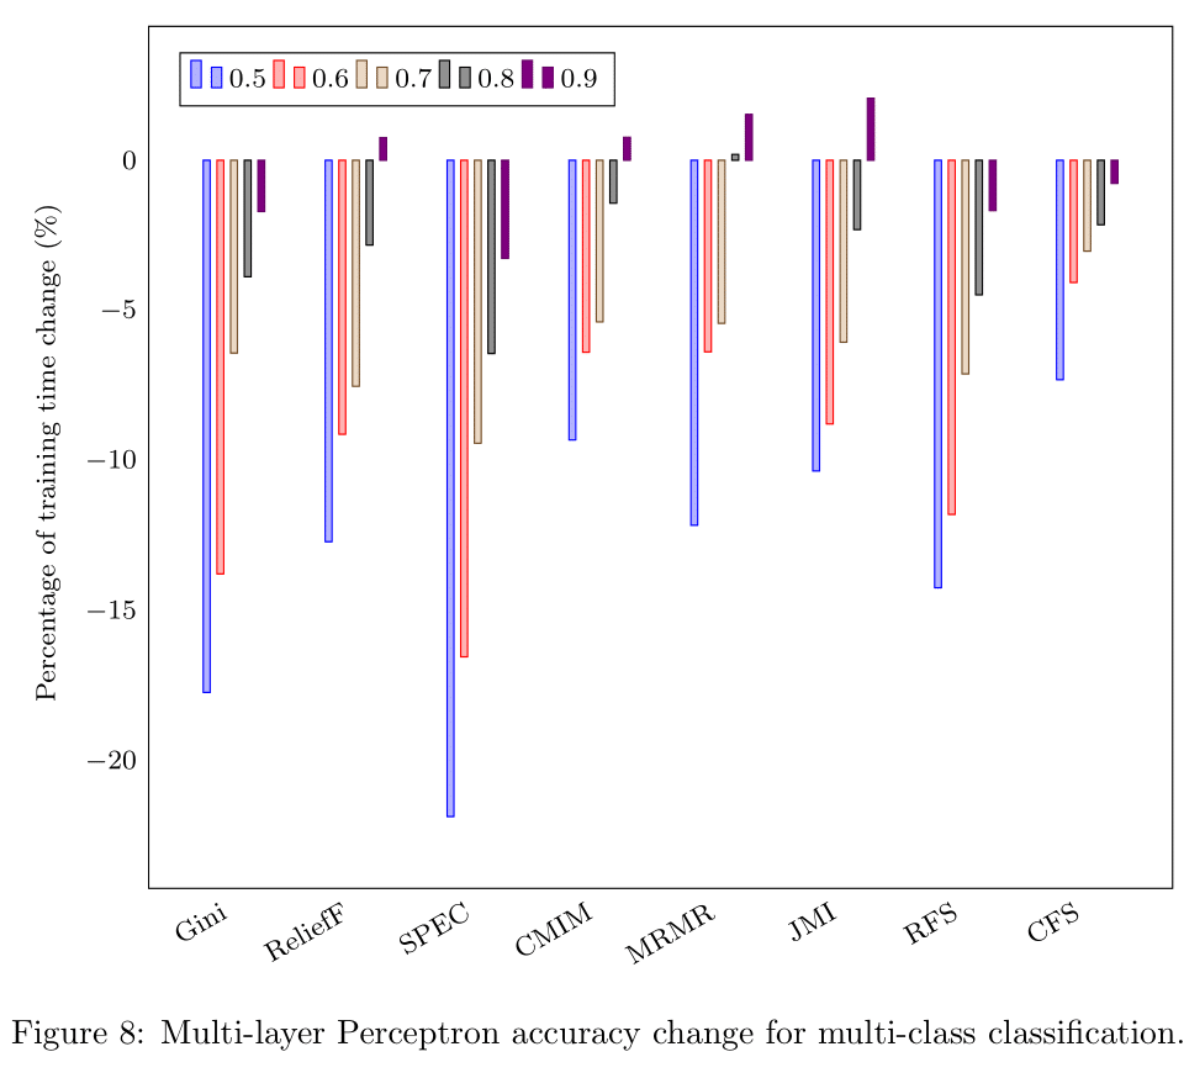 0.5 0.6 0.7 0.8 0.9
0
−5
−10
−15
−20
Percentage of training time change (%)
Gini ReliefF SPEC CMIM MRMR JMI RFS CFS
Figure 8: Multi-layer Perceptron accuracy change for multi-class classification.